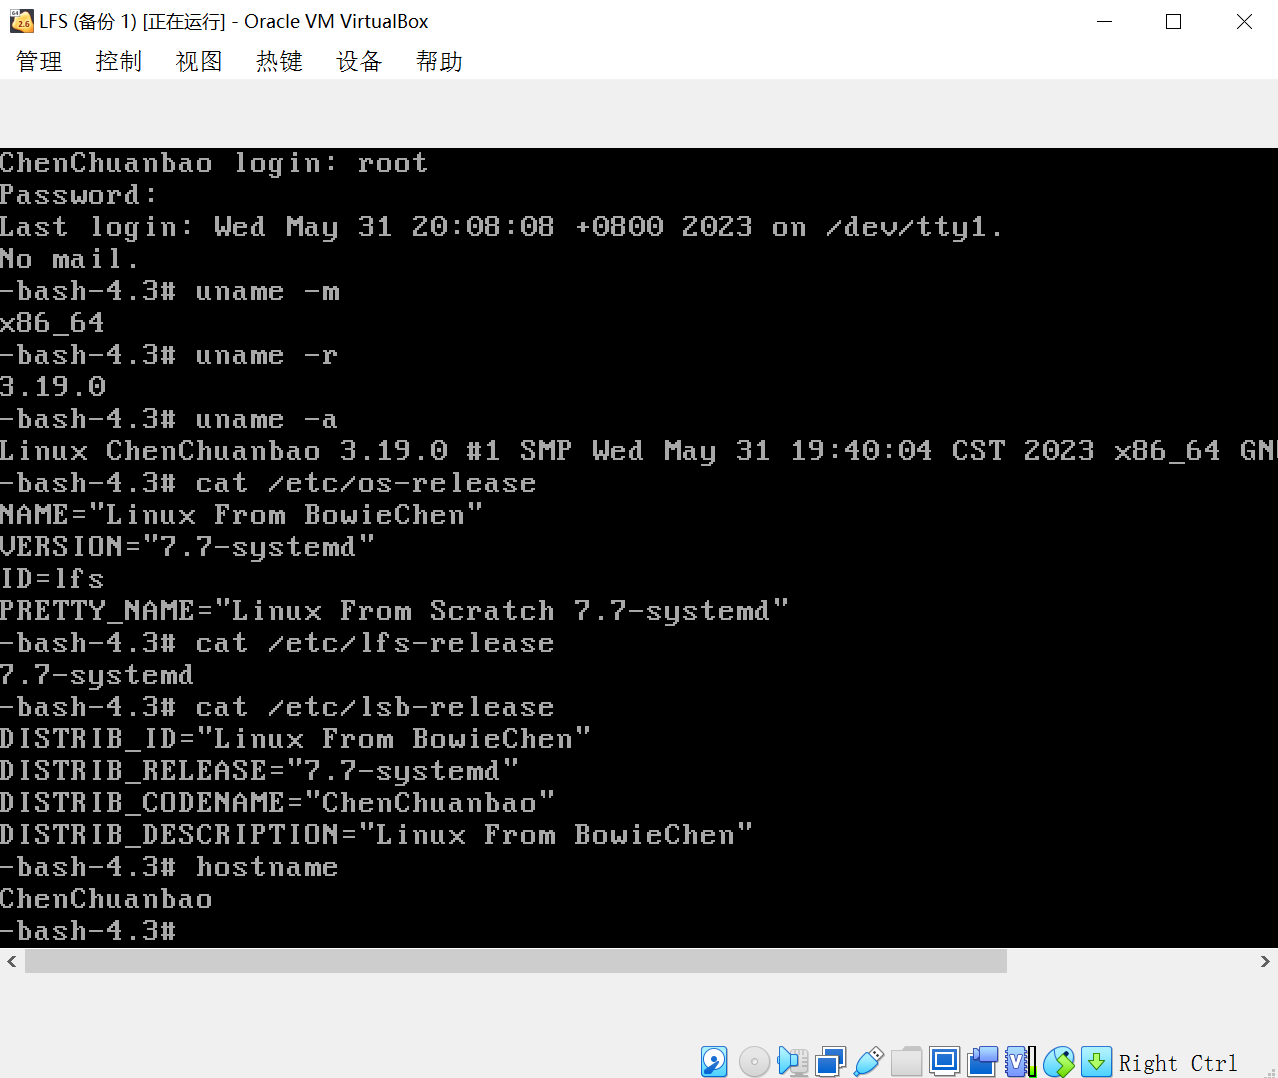 LFS (备份 1) [正在运行] - Oracle VM VirtualBox
管理 控制 视图 热键 设备 帮助
ChenChuanbao login: root
Password:
Last login: Wed May 31 20:08:08 +0800 2023 on /dev/tty1.
No mail.
-bash-4.3# uname -m
x86_64
-bash-4.3# uname -r
3.19.0
-bash-4.3# uname -a
Linux ChenChuanbao 3.19.0 #1 SMP Wed May 31 19:40:04 CST 2023 x86_64 GN
-bash-4.3# cat /etc/os-release
NAME="Linux From BowieChen"
VERSION="7.7-systemd"
ID=lfs
PRETTY_NAME="Linux From Scratch 7.7-systemd"
-bash-4.3# cat /etc/lfs-release
7.7-systemd
-bash-4.3# cat /etc/lsb-release
DISTRIB_ID="Linux From BowieChen"
DISTRIB_RELEASE="7.7-systemd"
DISTRIB_CODENAME="ChenChuanbao"
DISTRIB_DESCRIPTION="Linux From BowieChen"
-bash-4.3# hostname
ChenChuanbao
-bash-4.3#
Right Ctrl